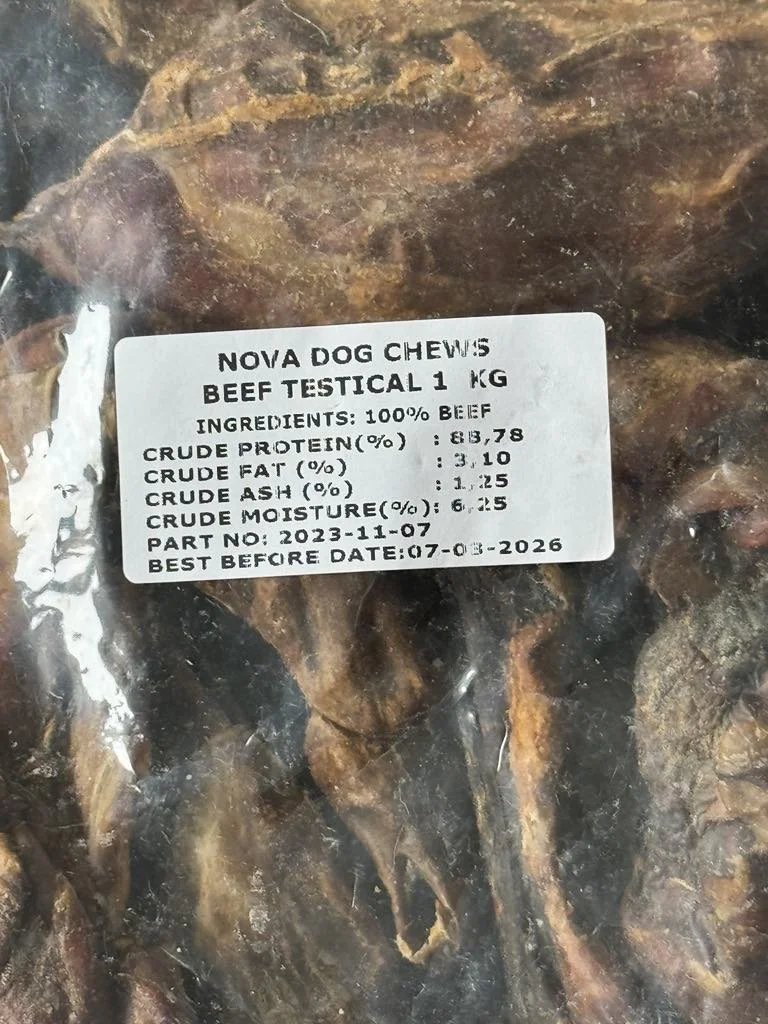 NOVA DOG CHEWS
BEEF TESTICAL 1 KG
INGREDIENTS: 100% BEEF
CRUDE PROTEIN(%) : 88,78
CRUDE FAT (%) : 3,10
CRUDE ASH (%) : 1,25
CRUDE MOISTURE(%): 6,25
PART NO: 2023-11-07
BEST BEFORE DATE:07-03-2026